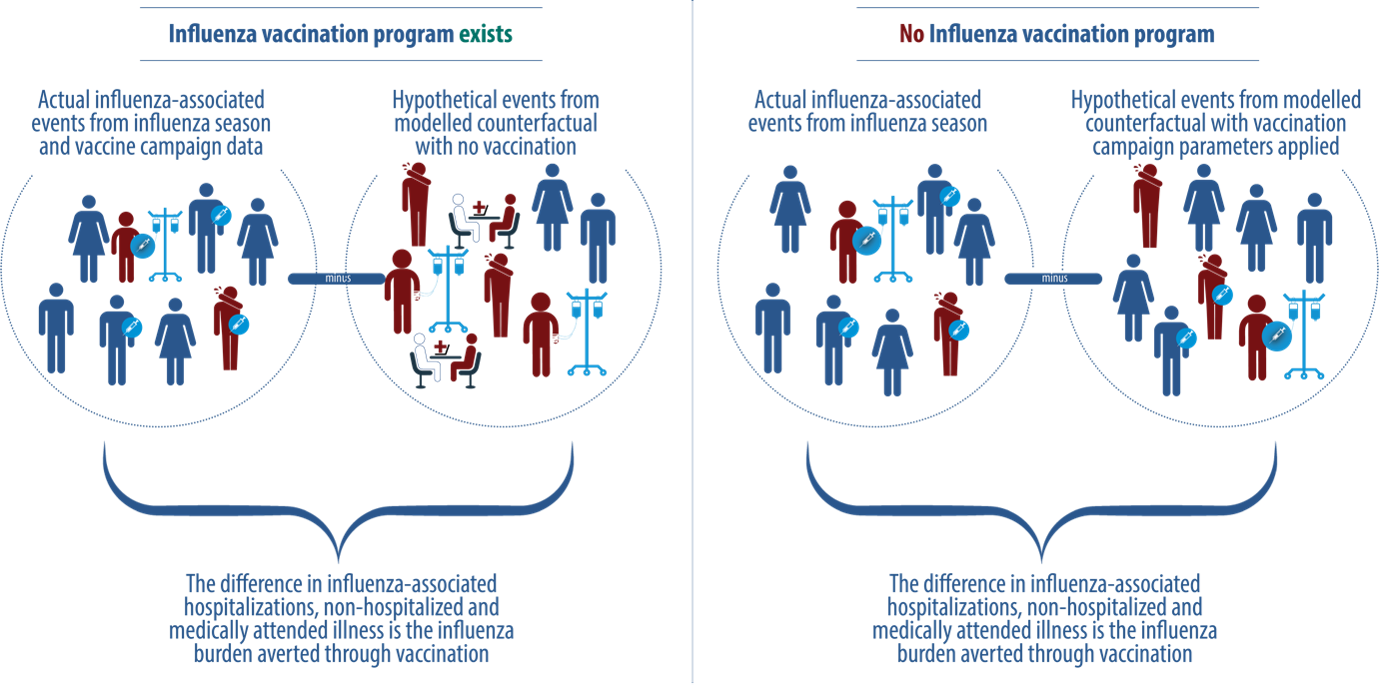 Influenza vaccination program exists
Actual influenza-associated
events from influenza season
and vaccine campaign data
Hypothetical events from
modelled counterfactual
with no vaccination
minus
The difference in influenza-associated
hospitalizations, non-hospitalized and
medically attended illness is the influenza
burden averted through vaccination
No Influenza vaccination program
Actual influenza-associated
events from influenza season
Hypothetical events from modelled
counterfactual with vaccination
campaign parameters applied
minus
The difference in influenza-associated
hospitalizations, non-hospitalized and
medically attended illness is the influenza
burden averted through vaccination